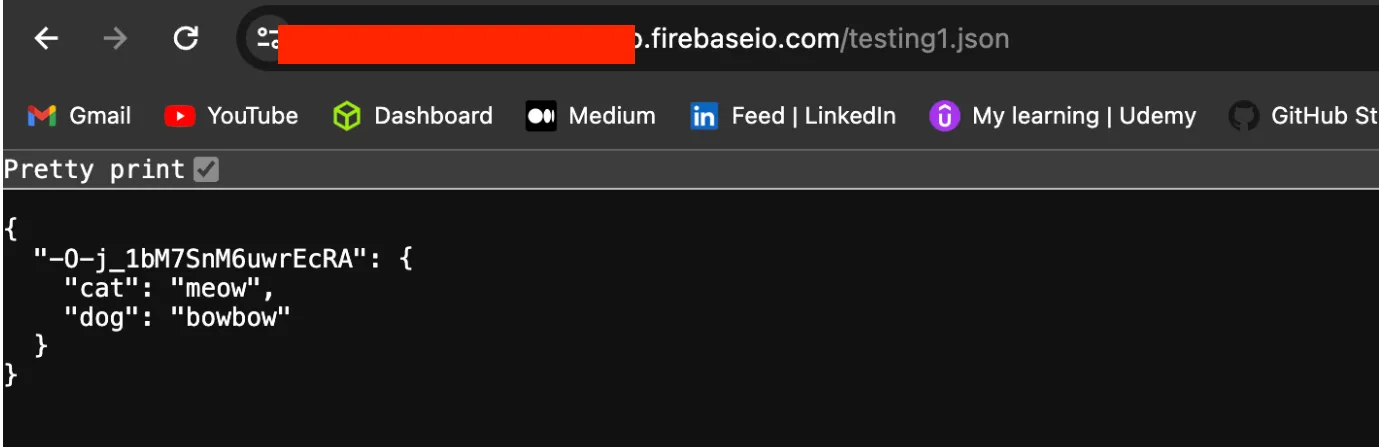 .firebaseio.com/testing1.json
Gmail YouTube Dashboard Medium in Feed | LinkedIn My learning | Udemy GitHub St
Pretty print
{
  "-O-j_1bM7SnM6uwrEcRA": {
    "cat": "meow",
    "dog": "bowbow"
  }
}